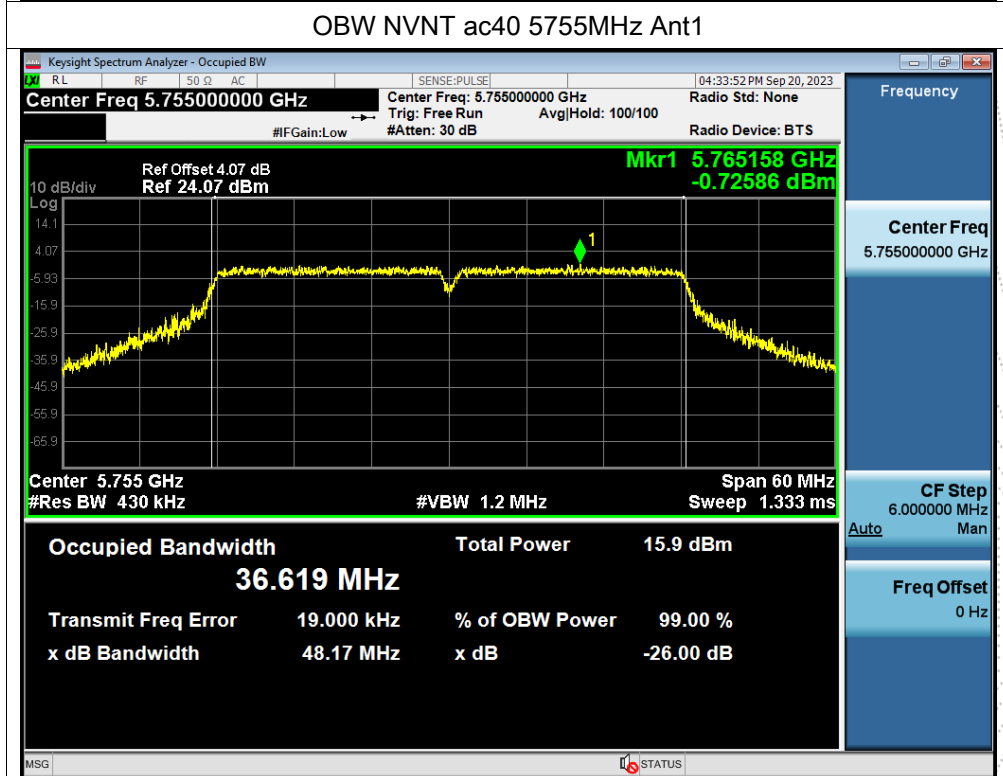 OBW NVNT ac40 5755MHz Ant1
Keysight Spectrum Analyzer - Occupied BW
LXI RL RF 50 Ω AC SENSE:PULSE 04:33:52 PM Sep 20, 2023
Center Freq 5.755000000 GHz Center Freq: 5.755000000 GHz Radio Std: None
Trig: Free Run Avg|Hold: 100/100
#IFGain:Low #Atten: 30 dB Radio Device: BTS
Ref Offset 4.07 dB Mkr1 5.765158 GHz
10 dB/div Ref 24.07 dBm -0.72586 dBm
Log
14.1
1
4.07
-5.93
-15.9
-25.9
-35.9
-45.9
-55.9
-65.9
Center 5.755 GHz Span 60 MHz
#Res BW 430 kHz #VBW 1.2 MHz Sweep 1.333 ms
Occupied Bandwidth Total Power 15.9 dBm
36.619 MHz
Transmit Freq Error 19.000 kHz % of OBW Power 99.00 %
x dB Bandwidth 48.17 MHz x dB -26.00 dB
MSG STATUS
Frequency
Center Freq
5.755000000 GHz
CF Step
6.000000 MHz
Auto Man
Freq Offset
0 Hz